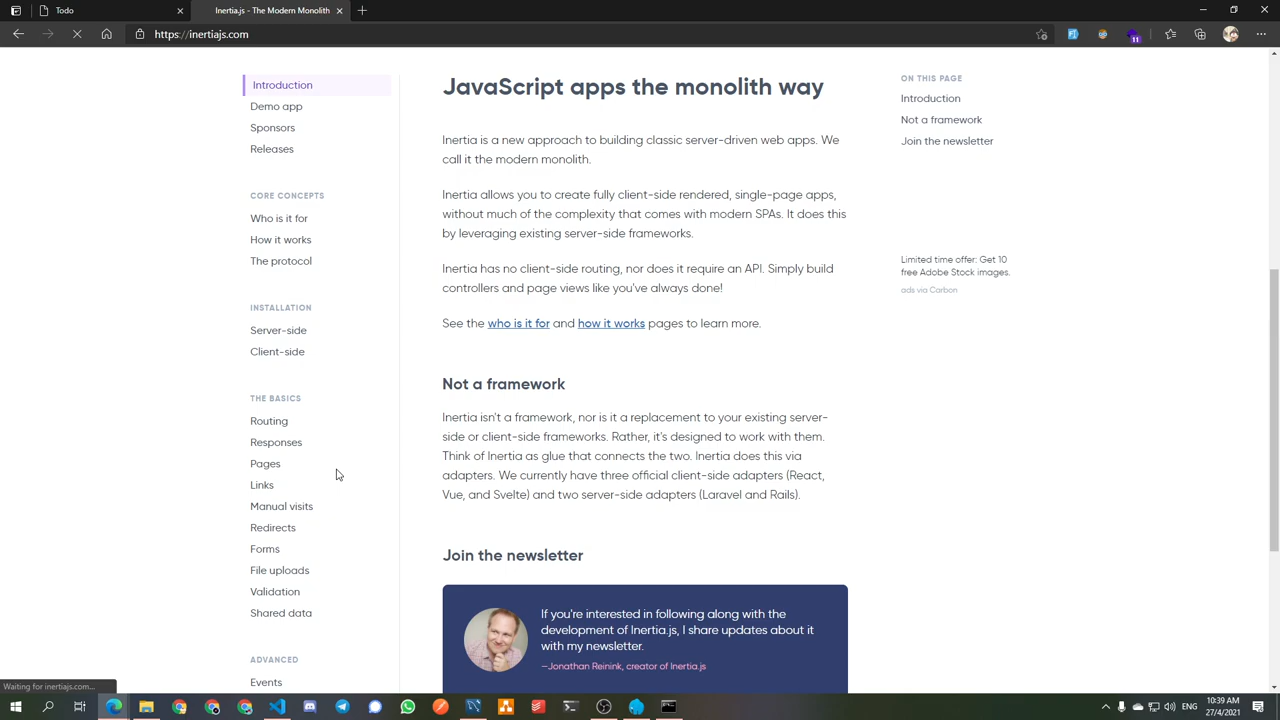 Todo
Inertia.js - The Modern Monolith
https://inertiajs.com
11
Introduction
Demo app
Sponsors
Releases
CORE CONCEPTS
Who is it for
How it works
The protocol
INSTALLATION
Server-side
Client-side
THE BASICS
Routing
Responses
Pages
Links
Manual visits
Redirects
Forms
File uploads
Validation
Shared data
ADVANCED
Events
JavaScript apps the monolith way
Inertia is a new approach to building classic server-driven web apps. We
call it the modern monolith.
Inertia allows you to create fully client-side rendered, single-page apps,
without much of the complexity that comes with modern SPAs. It does this
by leveraging existing server-side frameworks.
Inertia has no client-side routing, nor does it require an API. Simply build
controllers and page views like you've always done!
See the who is it for and how it works pages to learn more.
Not a framework
Inertia isn't a framework, nor is it a replacement to your existing server-
side or client-side frameworks. Rather, it's designed to work with them.
Think of Inertia as glue that connects the two. Inertia does this via
adapters. We currently have three official client-side adapters (React,
Vue, and Svelte) and two server-side adapters (Laravel and Rails).
Join the newsletter
If you're interested in following along with the
development of Inertia.js, I share updates about it
with my newsletter.
—Jonathan Reinink, creator of Inertia.js
ON THIS PAGE
Introduction
Not a framework
Join the newsletter
Limited time offer: Get 10
free Adobe Stock images.
ads via Carbon
Waiting for inertiajs.com...
ENG
10:39 AM
27/4/2021